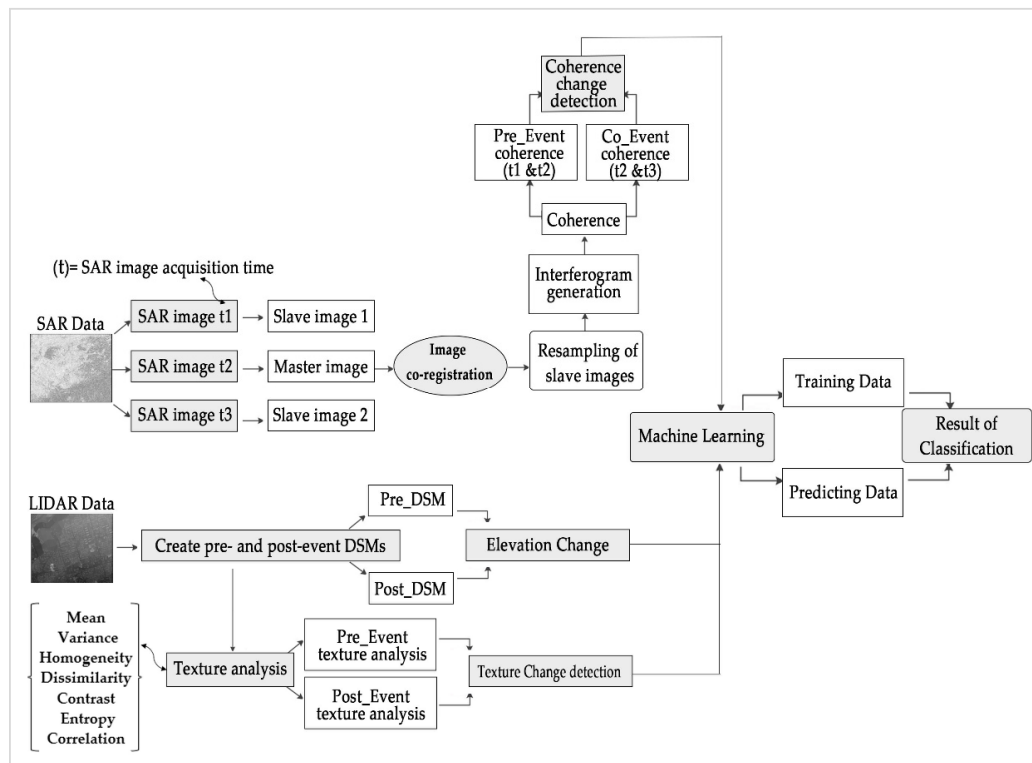 Coherence
change
detection
Pre_Event
coherence
(t1 &t2)
Co_Event
coherence
(t2 &t3)
Coherence
Interferogram
generation
(t)= SAR image acquisition time
SAR Data
SAR image t1
Slave image 1
SAR image t2
Master image
Image
co-registration
Resampling of
slave images
SAR image t3
Slave image 2
Training Data
Machine Learning
Result of
Classification
Predicting Data
LIDAR Data
Create pre- and post-event DSMs
Pre_DSM
Post_DSM
Elevation Change
Mean
Variance
Homogeneity
Dissimilarity
Contrast
Entropy
Correlation
Texture analysis
Pre_Event
texture analysis
Post_Event
texture analysis
Texture Change detection